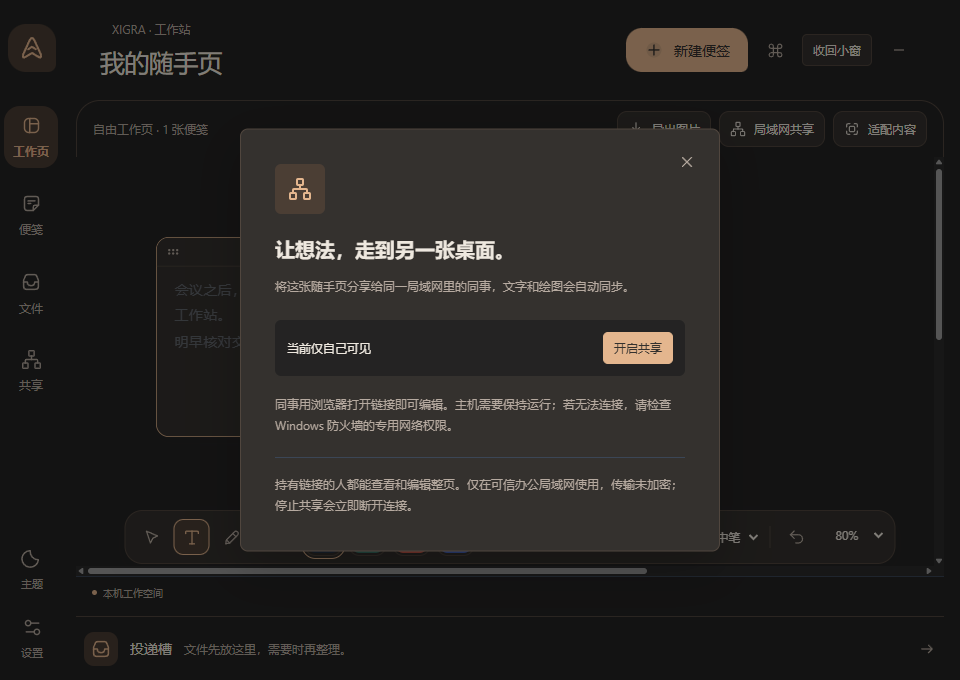 XIGRA · 工作站
我的随手页
新建便签
收回小窗
工作页
自由工作页 · 1 张便笺
导出图片
局域网共享
适配内容
便笺
文件
共享
会议之后，
工作站。
明早核对交
让想法，走到另一张桌面。
将这张随手页分享给同一局域网里的同事，文字和绘图会自动同步。
当前仅自己可见
开启共享
同事用浏览器打开链接即可编辑。主机需要保持运行；若无法连接，请检查
Windows 防火墙的专用网络权限。
持有链接的人都能查看和编辑整页。仅在可信办公局域网使用，传输未加密；
停止共享会立即断开连接。
T
中笔
80%
主题
本机工作空间
设置
投递槽
文件先放这里，需要时再整理。